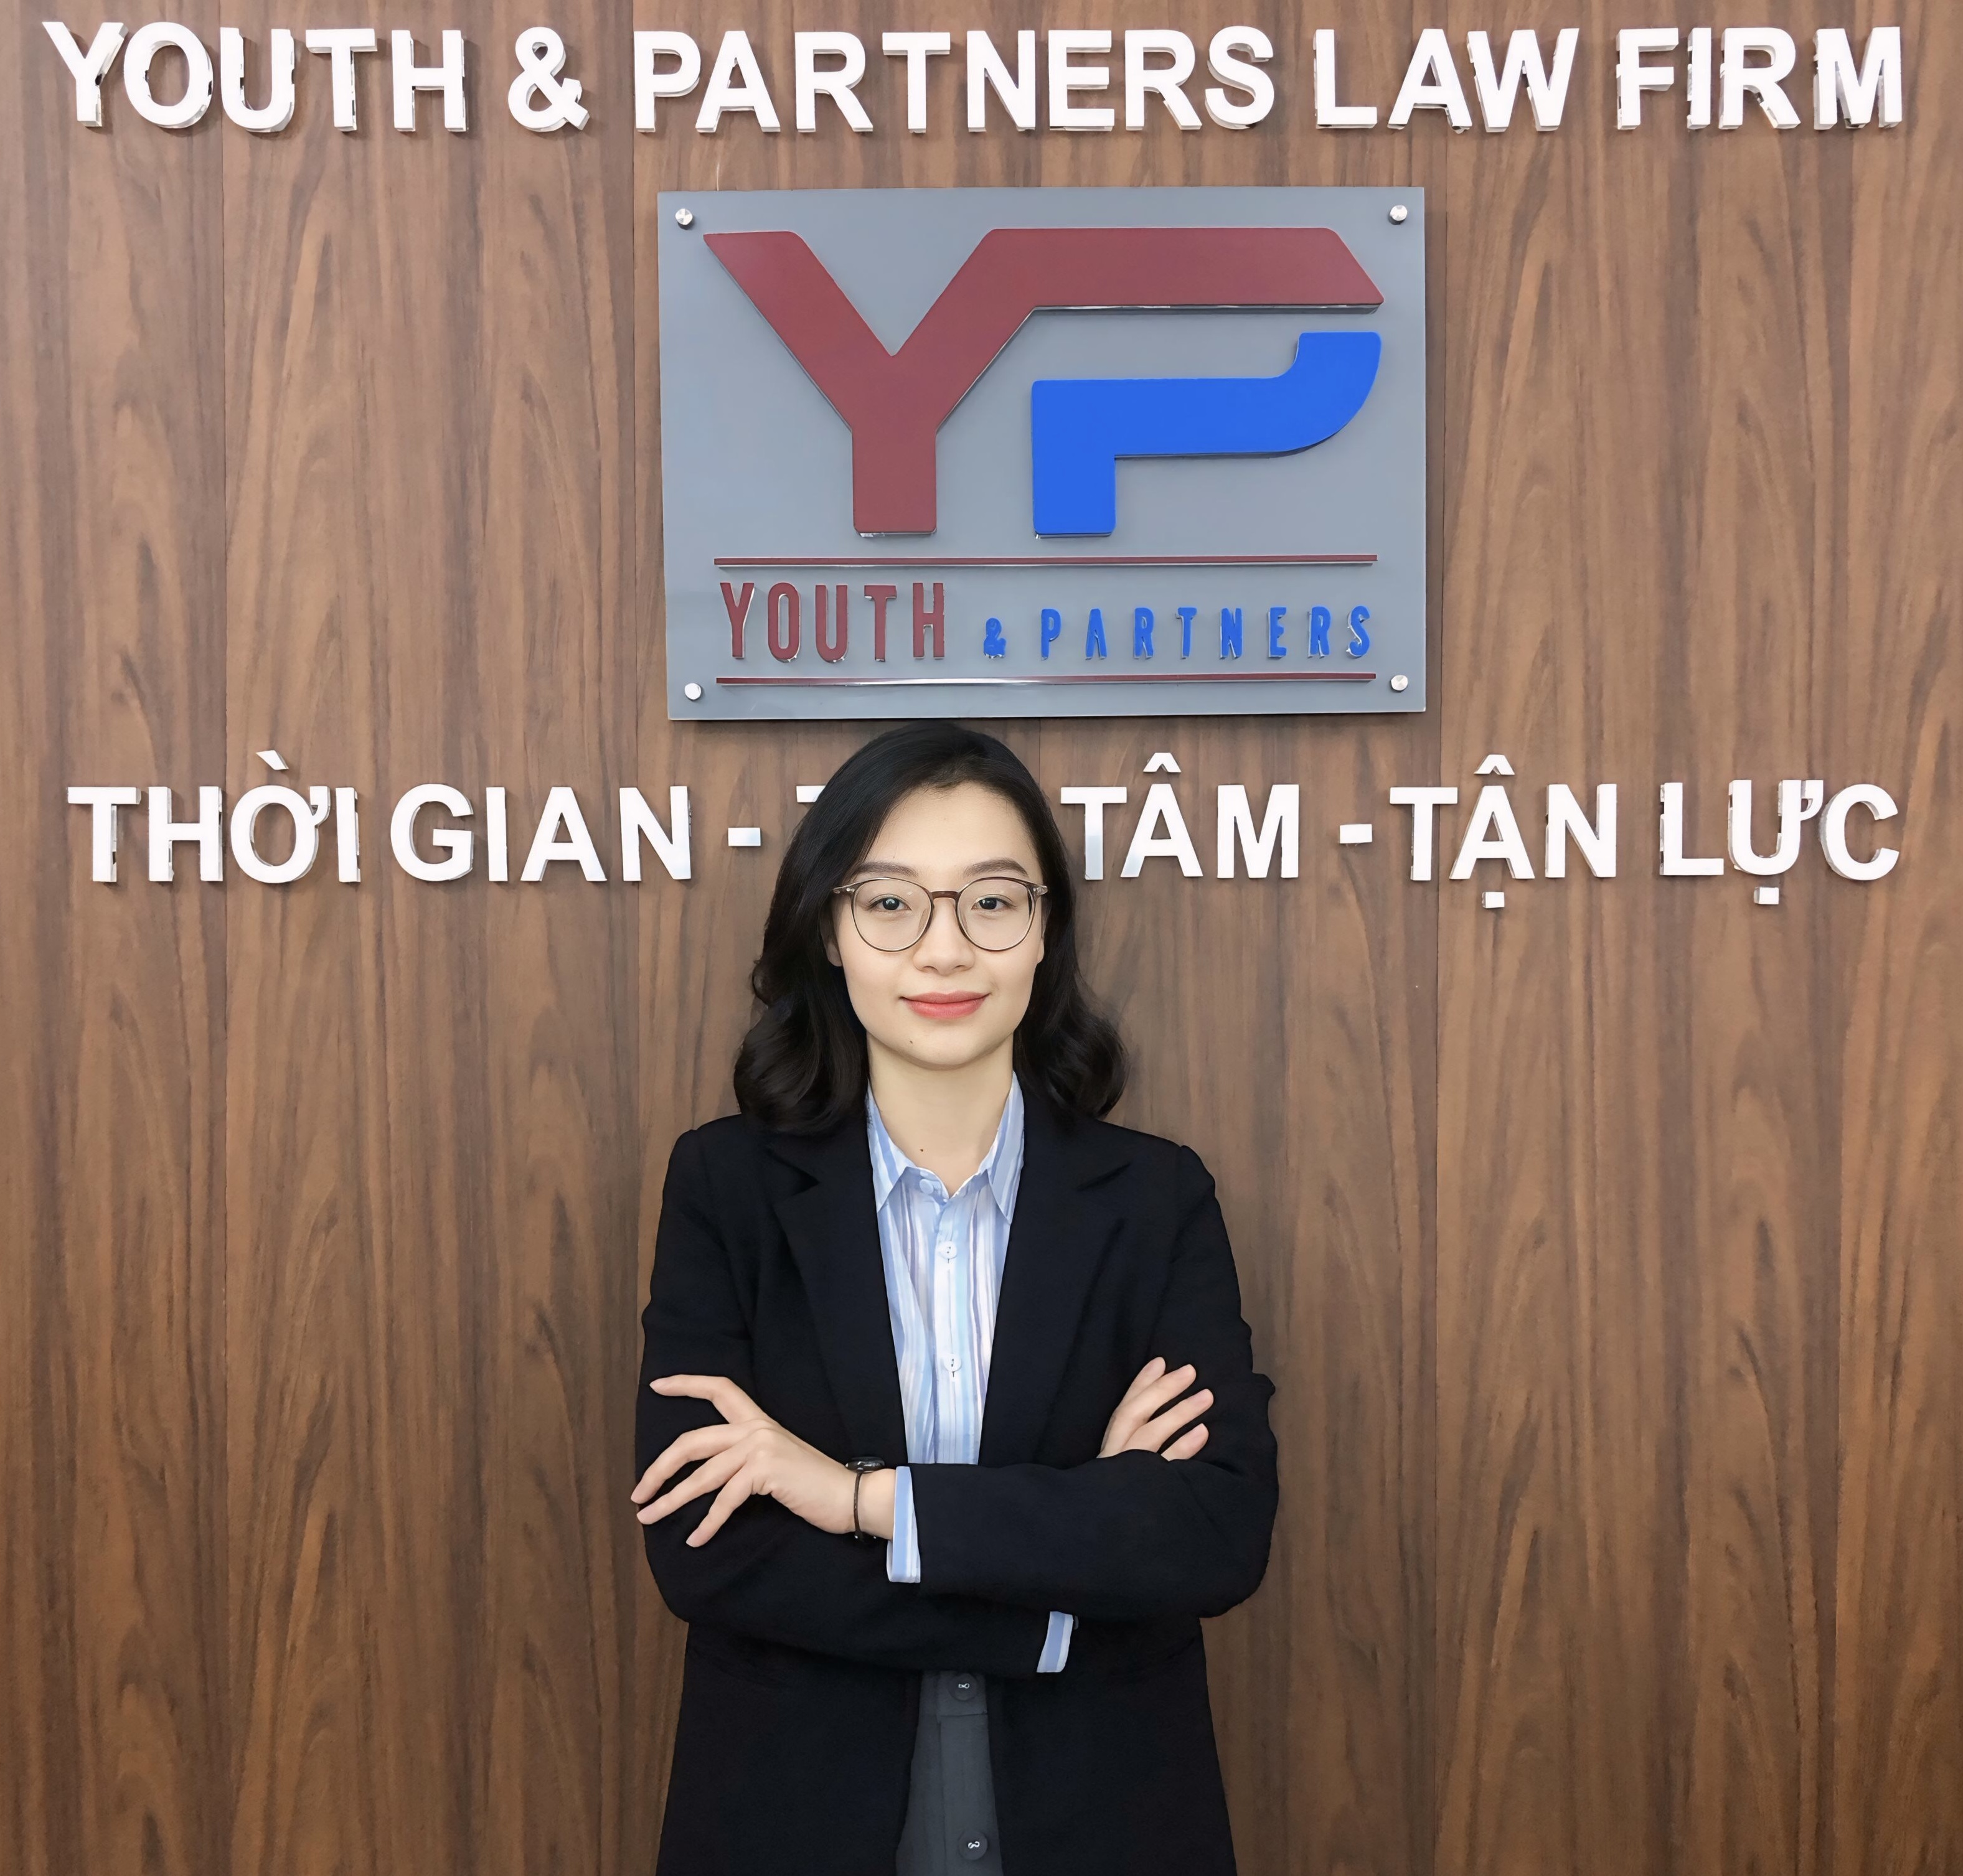 YOUTH & PARTNERS LAW FIRM
YP
YOUTH & PARTNERS
THỜI GIAN - TÂM - TẬN LỰC